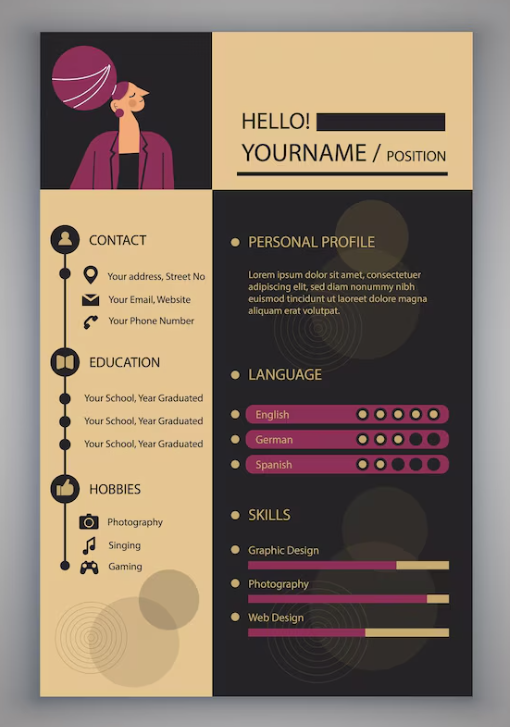 HELLO!
YOURNAME / POSITION
CONTACT
Your address, Street No
Your Email, Website
Your Phone Number
EDUCATION
Your School, Year Graduated
Your School, Year Graduated
Your School, Year Graduated
HOBBIES
Photography
Singing
Gaming
PERSONAL PROFILE
Lorem ipsum dolor sit amet, consectetuer
adipiscing elit, sed diam nonummy nibh
euismod tincidunt ut laoreet dolore magna
aliquam erat volutpat.
LANGUAGE
English
German
Spanish
SKILLS
Graphic Design
Photography
Web Design